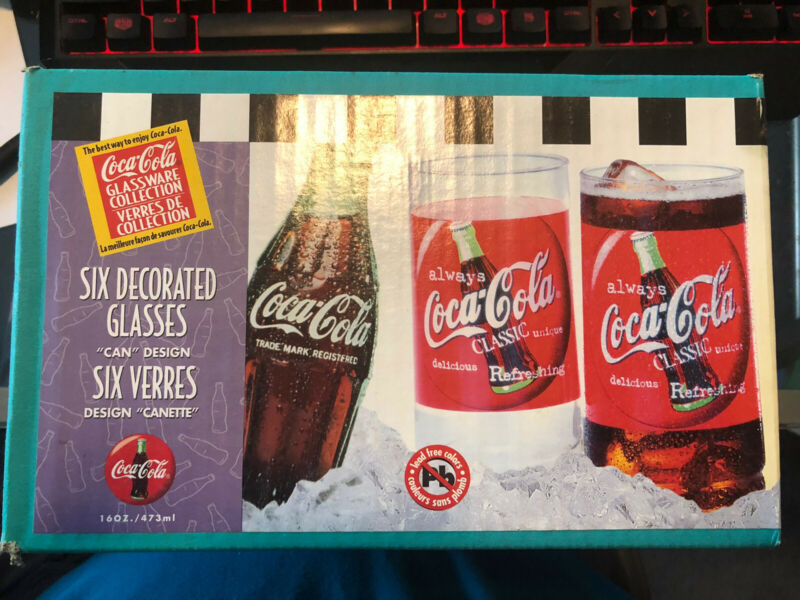 The best way to enjoy Coca-Cola.
Coca-Cola
GLASSWARE
COLLECTION
VERRES DE
COLLECTION
La meilleure façon de savourer Coca-Cola.
SIX DECORATED
GLASSES
"CAN" DESIGN
SIX VERRES
DESIGN "CANETTE"
Coca-Cola
16OZ./473ml
Coca-Cola
TRADE MARK REGISTERED
always
Coca-Cola
CLASSIC unique
delicious
Refreshing
always
Coca-Cola
CLASSIC unique
delicious
Refreshing
lead free colors
Pb
couleurs sans plomb